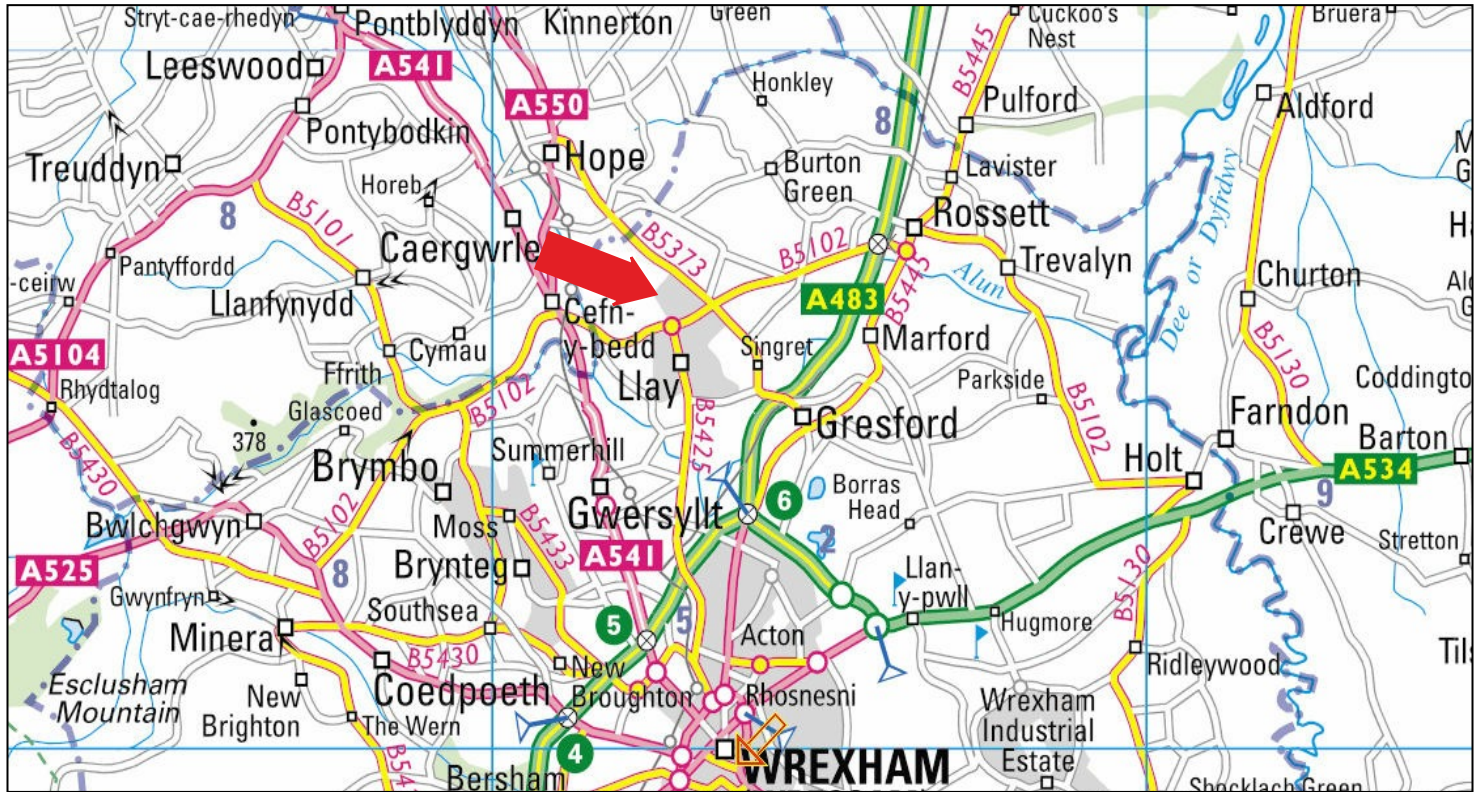 Stryt-cae-rhedyn
Pontblyddyn
Kinnerton
Green
B5445
Cuckoo's
Nest
Bruera
Leeswood
A541
A550
Honkley
8
Pulford
Aldford
Pontybodkin
Treuddyn
Hope
Burton
Green
Lavister
Horeb
8
B5101
Caergwrle
B5373
B5102
Rossett
Dee or Dyfrdwy
Pantyffordd
-ceirw
Llanfynydd
Trevalyn
Alun
B5445
A483
Churton
Cefn-
y-bedd
A5104
Cymau
Singret
Marford
B5130
Rhydtalog
Ffrith
Llay
Parkside
Coddingto
Glascoed
B5102
B5425
Gresford
B5102
Farndon
378
B5430
Summerhill
Barton
Brymbo
Holt
A534
Borras
Head
6
9
Bwlchgwyn
B5102
Moss
B5433
Gwersyllt
Crewe
A541
2
Stretton
A525
8
Brynteg
Llan-
y-pwll
B5130
Gwynfryn
Southsea
5
5
Acton
Hugmore
Minera
B5430
New
Broughton
Ridleywood
Til
Esclusham
Mountain
New
Brighton
Coedpoeth
Rhosnesni
Wrexham
Industrial
Estate
The Wern
4
WREXHAM
Bersham
Shocklach Green